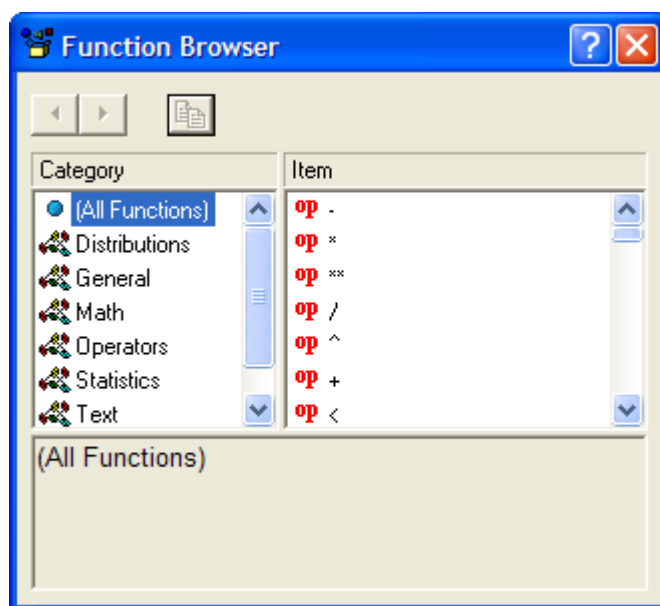 Function Browser
Category
Item
(All Functions)
Distributions
General
Math
Operators
Statistics
Text
op -
op *
op **
op /
op ^
op +
op <
(All Functions)